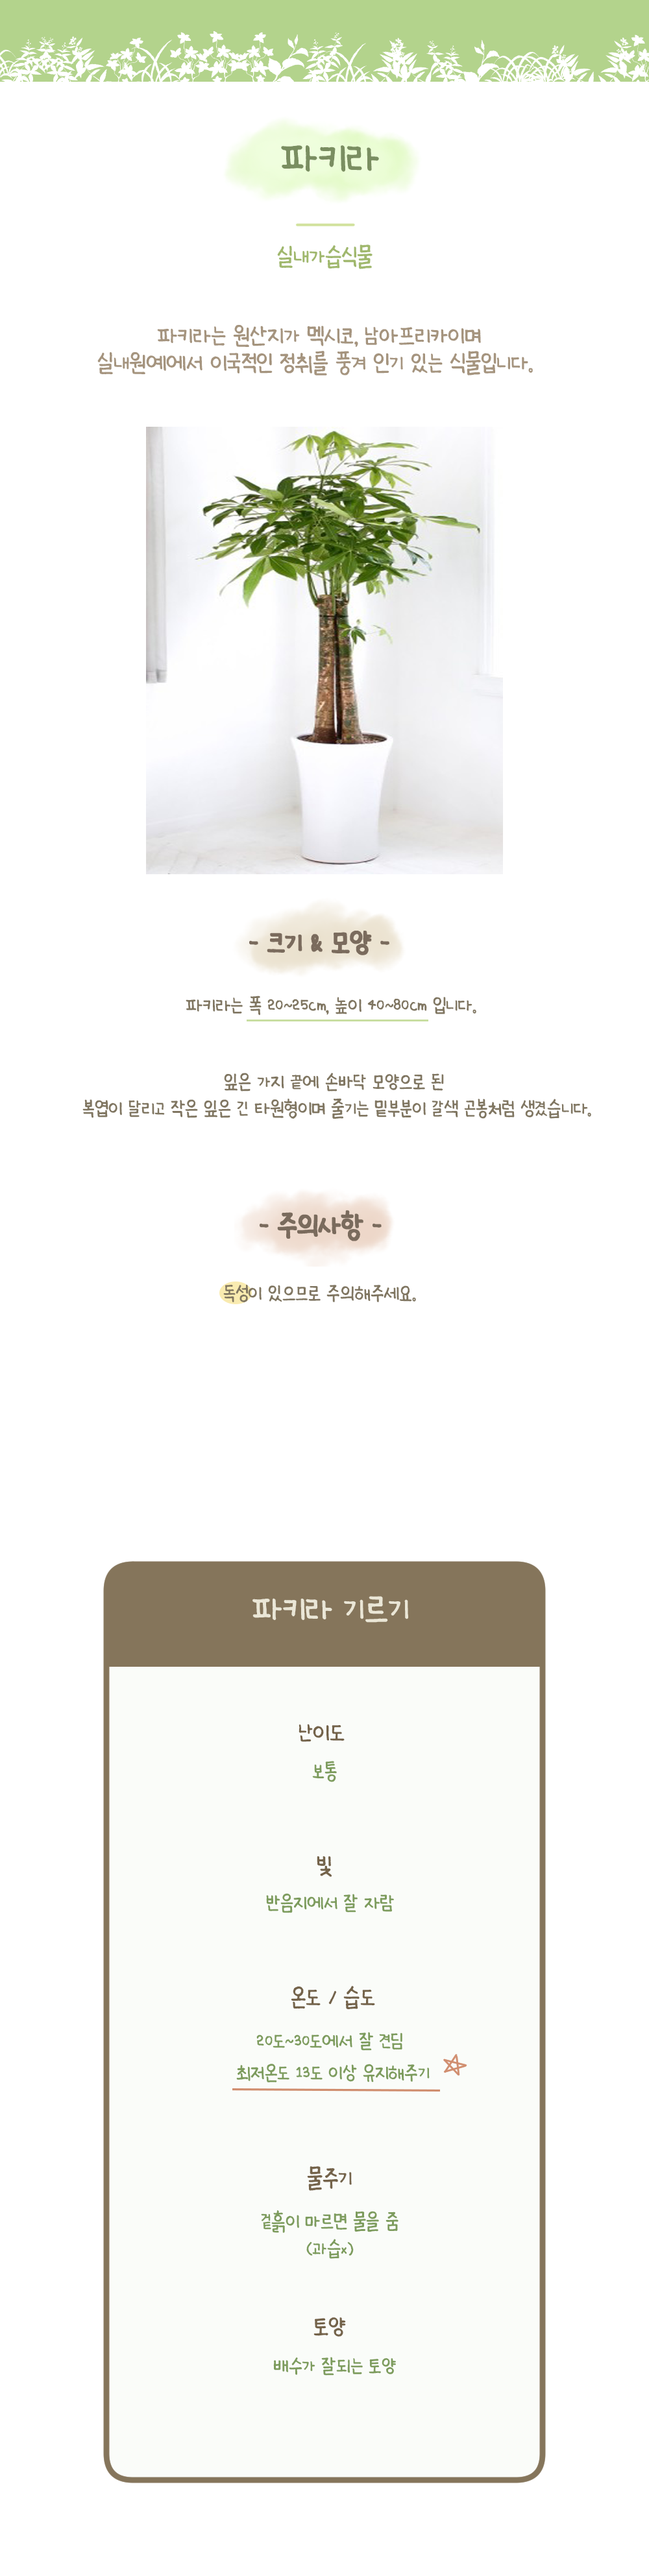 파키라
실내가습식물
파키라는 원산지가 멕시코, 남아프리카이며
실내원예에서 이국적인 정취를 풍겨 인기 있는 식물입니다.
- 크기 & 모양 -
파키라는 폭 20~25cm, 높이 40~80cm 입니다.
잎은 가지 끝에 손바닥 모양으로 된
복엽이 달리고 작은 잎은 긴 타원형이며 줄기는 밑부분이 갈색 곤봉처럼 생겼습니다.
- 주의사항 -
독성이 있으므로 주의해주세요.
파키라 기르기
난이도
보통
빛
반음지에서 잘 자람
온도 / 습도
20도~30도에서 잘 견딤
최저온도 13도 이상 유지해주기
물주기
겉흙이 마르면 물을 줌
(과습x)
토양
배수가 잘되는 토양